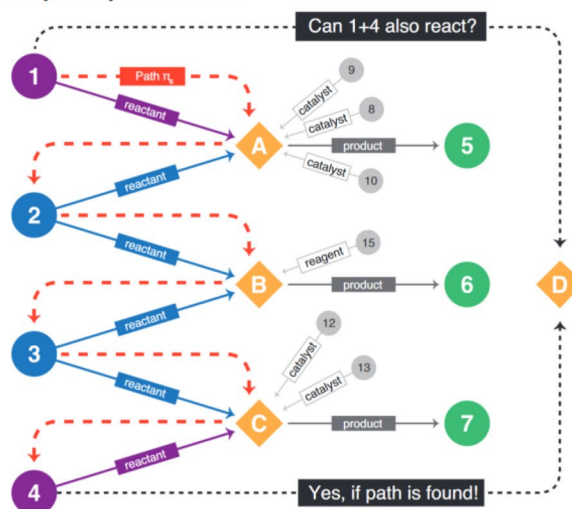 Can 1+4 also react?
1
Path π
reactant
9
catalyst
8
catalyst
A
product
5
catalyst
10
reactant
2
reactant
15
reagent
B
product
6
D
reactant
3
12
catalyst
13
catalyst
reactant
C
product
7
reactant
4
Yes, if path is found!